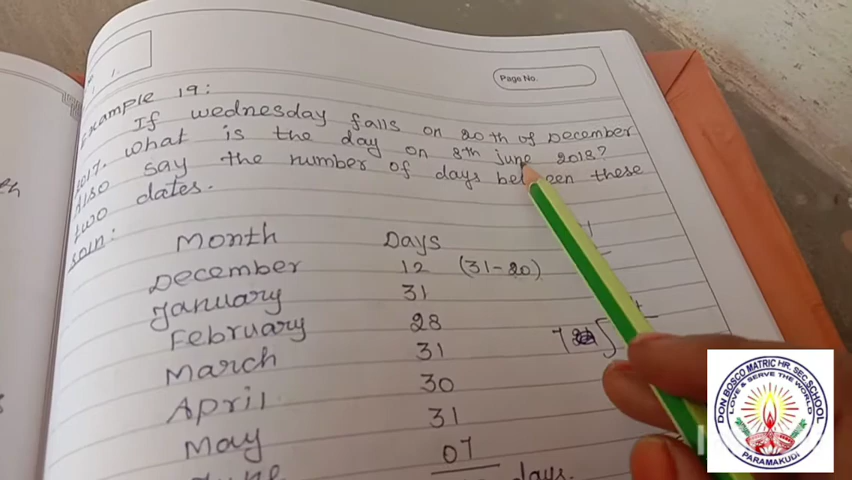 Page No.
Example 19:
If wednesday falls on 20th of December
2017. What is the day on 8th june 2018?
Also say the number of days between these
two dates.
Soln:
Month Days
December 12 (31-20)
January 31
February 28
March 31
April 30
May 31
June 07
days.
DON BOSCO MATRIC HR. SEC SCHOOL
LOVE & SERVE THE WORLD
PARAMAKUDI